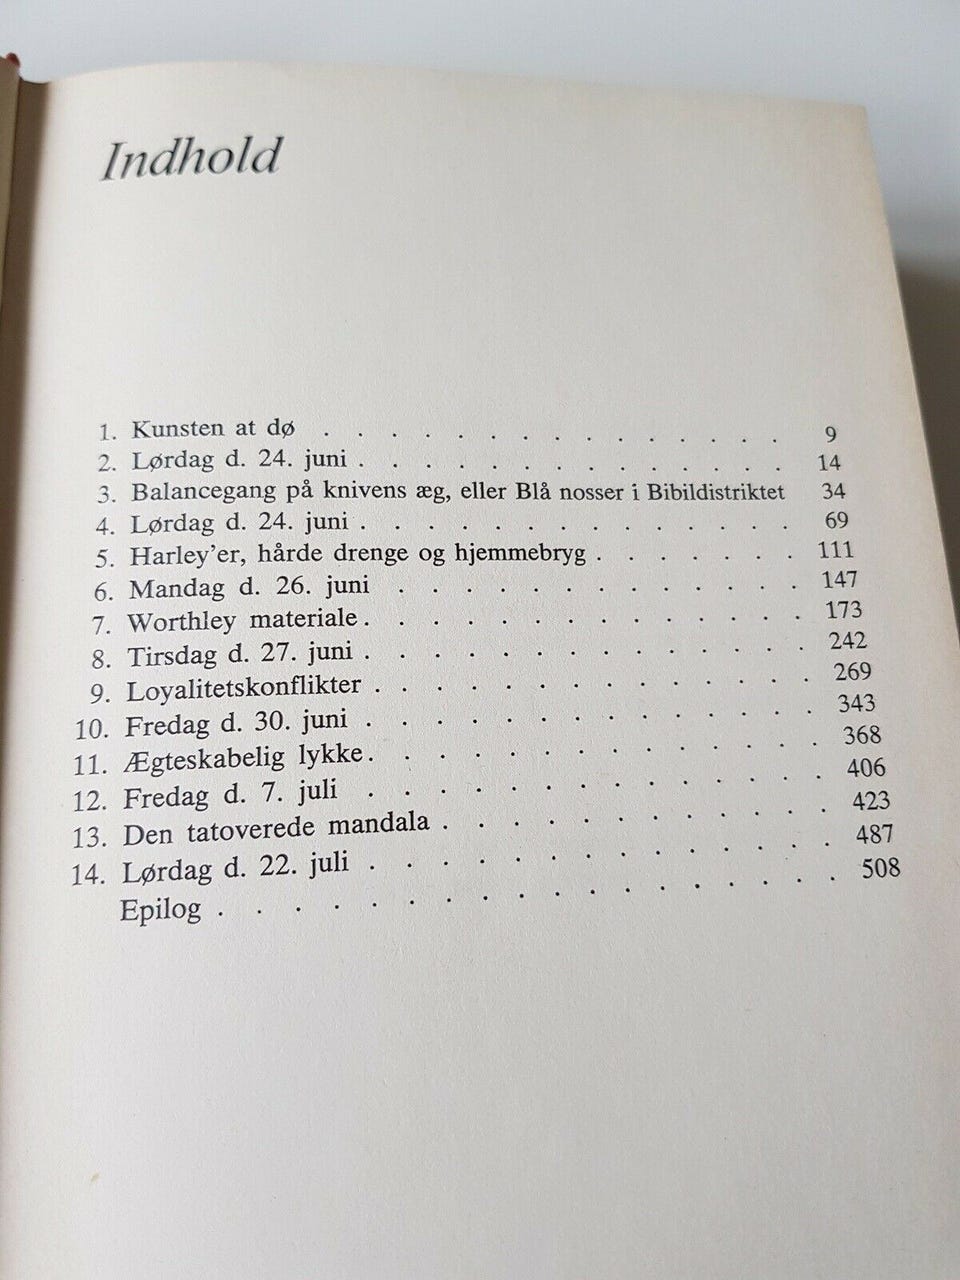 Indhold
1. Kunsten at dø . . . . . . . . . . . . . . 9
2. Lørdag d. 24. juni . . . . . . . . . . . . . 14
3. Balancegang på knivens æg, eller Blå nosser i Bibildistriktet 34
4. Lørdag d. 24. juni . . . . . . . . . . . . . 69
5. Harley'er, hårde drenge og hjemmebryg . . . . . . . 111
6. Mandag d. 26. juni . . . . . . . . . . . . 147
7. Worthley materiale . . . . . . . . . . . . . 173
8. Tirsdag d. 27. juni . . . . . . . . . . . . . 242
9. Loyalitetskonflikter . . . . . . . . . . . . . 269
10. Fredag d. 30. juni . . . . . . . . . . . . . 343
11. Ægteskabelig lykke . . . . . . . . . . . . . 368
12. Fredag d. 7. juli . . . . . . . . . . . . . 406
13. Den tatoverede mandala . . . . . . . . . . . 423
14. Lørdag d. 22. juli . . . . . . . . . . . . . 487
Epilog . . . . . . . . . . . . . . . . . 508